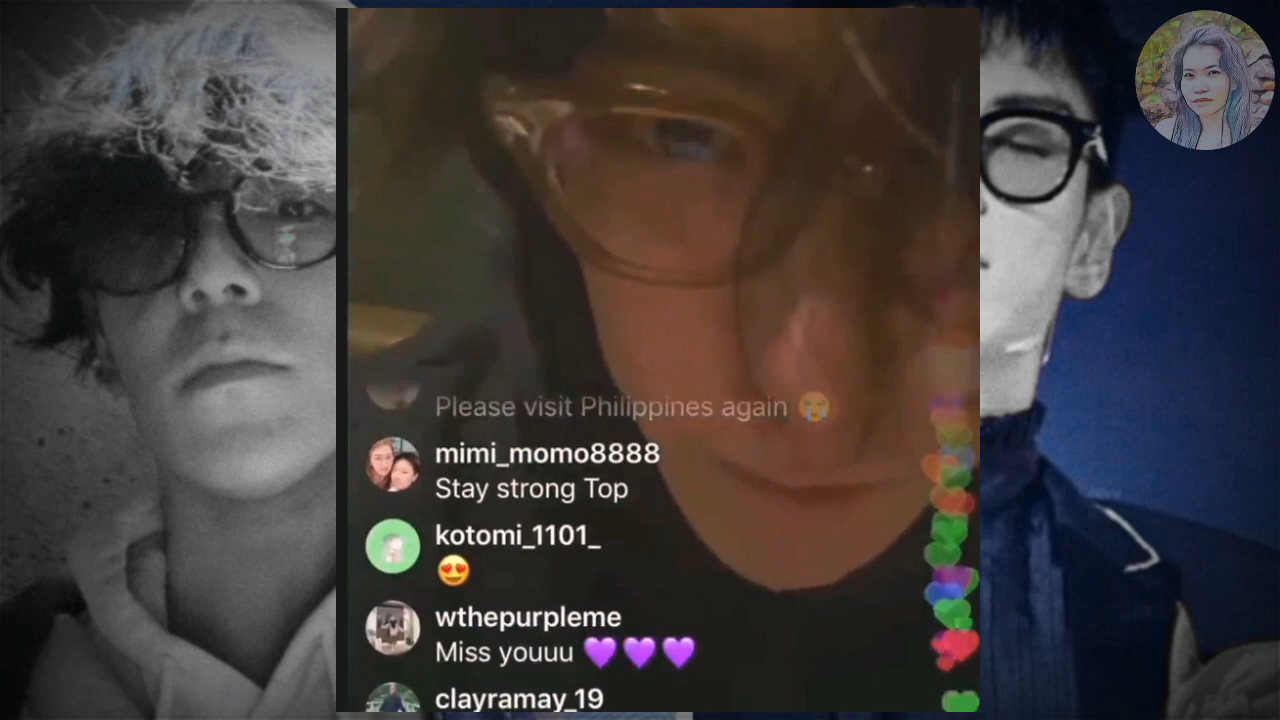 Please visit Philippines again 😭
mimi_momo8888
Stay strong Top
kotomi_1101_
😍
wthepurpleme
Miss youuu 💜💜💜
clayramay_19